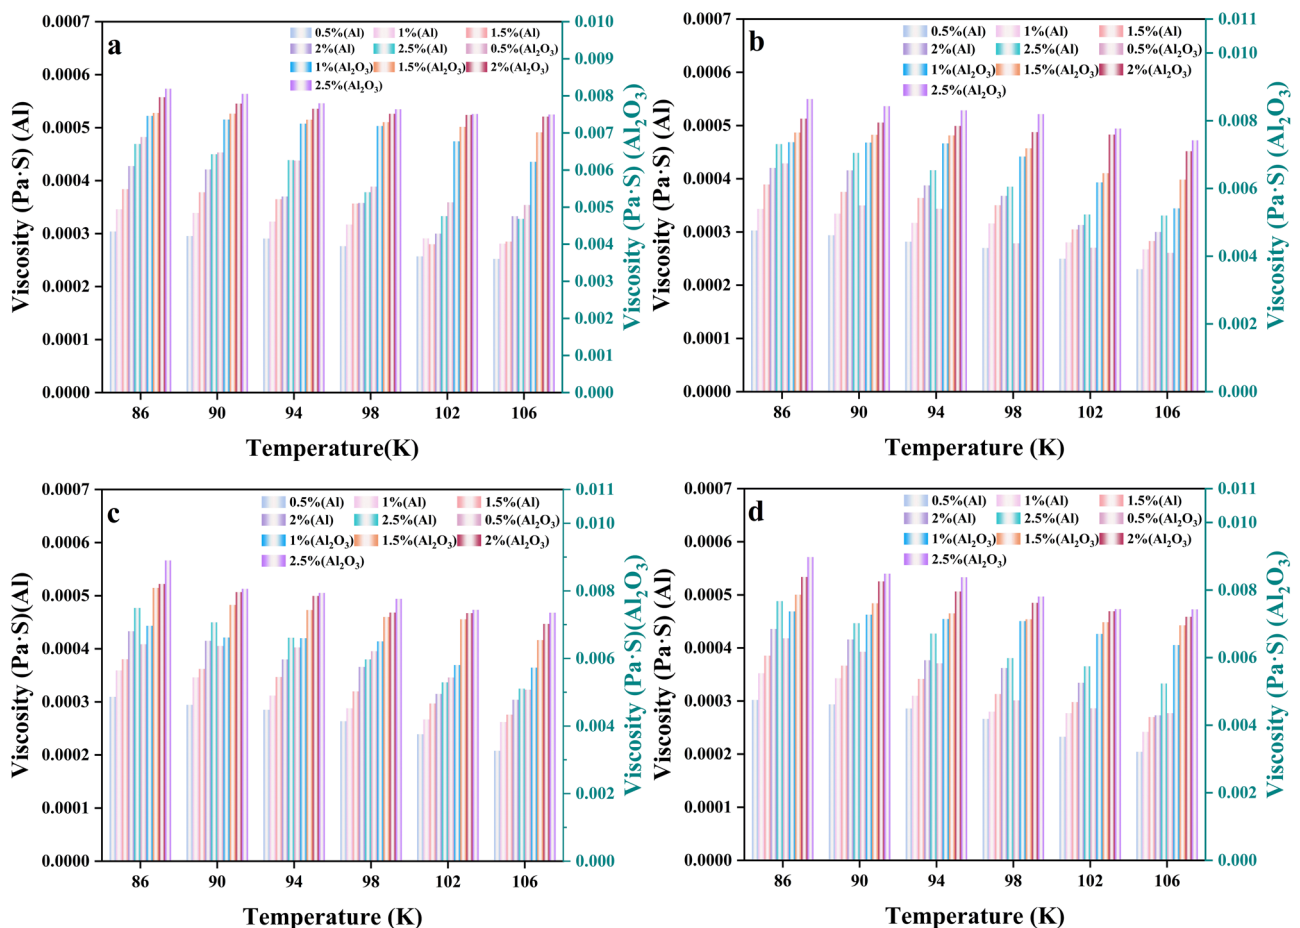 a
0.5%(Al) 1%(Al) 1.5%(Al)
2%(Al) 2.5%(Al) 0.5%(Al₂O₃)
1%(Al₂O₃) 1.5%(Al₂O₃) 2%(Al₂O₃)
2.5%(Al₂O₃)
Viscosity (Pa·S) (Al)
0.0007
0.0006
0.0005
0.0004
0.0003
0.0002
0.0001
0.0000
0.010
0.009
0.008
0.007
0.006
0.005
0.004
0.003
0.002
0.001
0.000
Viscosity (Pa·S) (Al₂O₃)
86 90 94 98 102 106
Temperature(K)
b
0.5%(Al) 1%(Al) 1.5%(Al)
2%(Al) 2.5%(Al) 0.5%(Al₂O₃)
1%(Al₂O₃) 1.5%(Al₂O₃) 2%(Al₂O₃)
2.5%(Al₂O₃)
Viscosity (Pa·S) (Al)
0.0007
0.0006
0.0005
0.0004
0.0003
0.0002
0.0001
0.0000
0.011
0.010
0.008
0.006
0.004
0.002
0.000
Viscosity (Pa·S) (Al₂O₃)
86 90 94 98 102 106
Temperature (K)
c
0.5%(Al) 1%(Al) 1.5%(Al)
2%(Al) 2.5%(Al) 0.5%(Al₂O₃)
1%(Al₂O₃) 1.5%(Al₂O₃) 2%(Al₂O₃)
2.5%(Al₂O₃)
Viscosity (Pa·S)(Al)
0.0007
0.0006
0.0005
0.0004
0.0003
0.0002
0.0001
0.0000
0.011
0.010
0.008
0.006
0.004
0.002
0.000
Viscosity (Pa·S)(Al₂O₃)
86 90 94 98 102 106
Temperature (K)
d
0.5%(Al) 1%(Al) 1.5%(Al)
2%(Al) 2.5%(Al) 0.5%(Al₂O₃)
1%(Al₂O₃) 1.5%(Al₂O₃) 2%(Al₂O₃)
2.5%(Al₂O₃)
Viscosity (Pa·S) (Al)
0.0007
0.0006
0.0005
0.0004
0.0003
0.0002
0.0001
0.0000
0.011
0.010
0.008
0.006
0.004
0.002
0.000
Viscosity (Pa·S) (Al₂O₃)
86 90 94 98 102 106
Temperature (K)